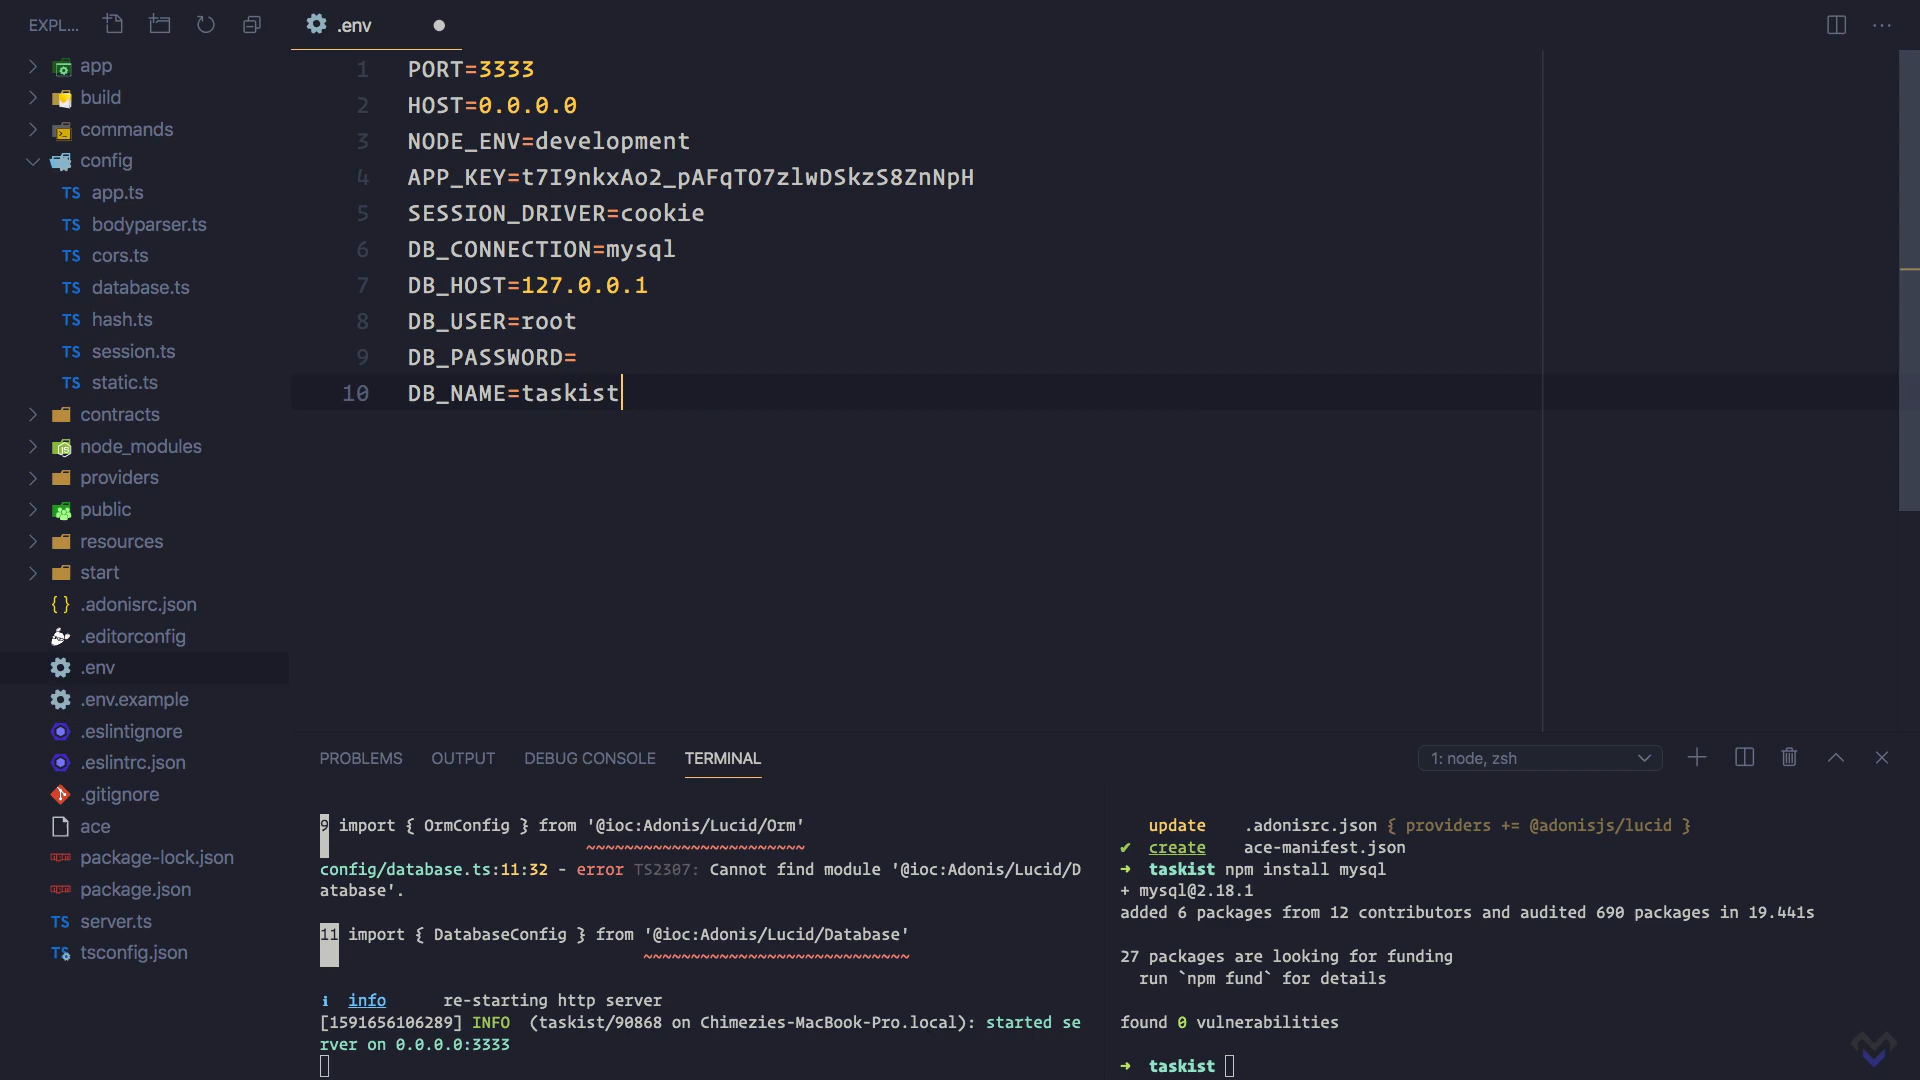 EXPL...
app
build
commands
config
TS app.ts
TS bodyparser.ts
TS cors.ts
TS database.ts
TS hash.ts
TS session.ts
TS static.ts
contracts
node_modules
providers
public
resources
start
{ } .adonisrc.json
.editorconfig
.env
.env.example
.eslintignore
.eslintrc.json
.gitignore
ace
package-lock.json
package.json
TS server.ts
TS tsconfig.json
.env
1 PORT=3333
2 HOST=0.0.0.0
3 NODE_ENV=development
4 APP_KEY=t7I9nkxAo2_pAFqTO7zlwDSkzS8ZnNpH
5 SESSION_DRIVER=cookie
6 DB_CONNECTION=mysql
7 DB_HOST=127.0.0.1
8 DB_USER=root
9 DB_PASSWORD=
10 DB_NAME=taskist
PROBLEMS OUTPUT DEBUG CONSOLE TERMINAL
1: node, zsh
9 import { OrmConfig } from '@ioc:Adonis/Lucid/Orm'
~~~~~~~~~~~~~~~~~~~~~~~
config/database.ts:11:32 - error TS2307: Cannot find module '@ioc:Adonis/Lucid/D
atabase'.
11 import { DatabaseConfig } from '@ioc:Adonis/Lucid/Database'
~~~~~~~~~~~~~~~~~~~~~~~~~~~~
i info re-starting http server
[1591656106289] INFO (taskist/90868 on Chimezies-MacBook-Pro.local): started se
rver on 0.0.0.0:3333
update .adonisrc.json { providers += @adonisjs/lucid }
✔ create ace-manifest.json
➜ taskist npm install mysql
+ mysql@2.18.1
added 6 packages from 12 contributors and audited 690 packages in 19.441s
27 packages are looking for funding
run `npm fund` for details
found 0 vulnerabilities
➜ taskist